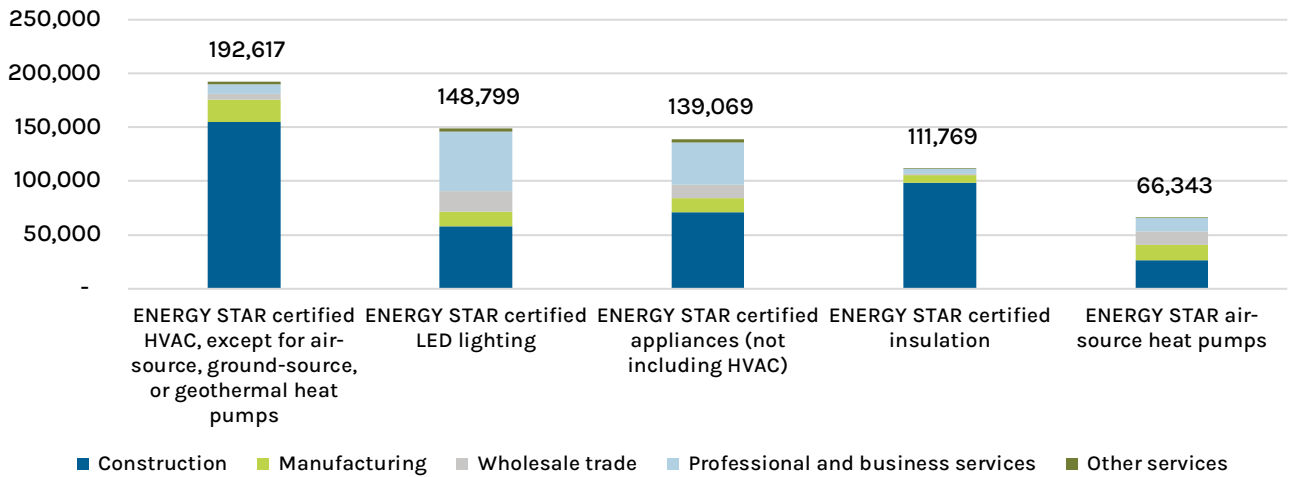 250,000
200,000
150,000
100,000
50,000
-
192,617
148,799
139,069
111,769
66,343
ENERGY STAR certified
HVAC, except for air-
source, ground-source,
or geothermal heat
pumps
ENERGY STAR certified
LED lighting
ENERGY STAR certified
appliances (not
including HVAC)
ENERGY STAR certified
insulation
ENERGY STAR air-
source heat pumps
Construction
Manufacturing
Wholesale trade
Professional and business services
Other services